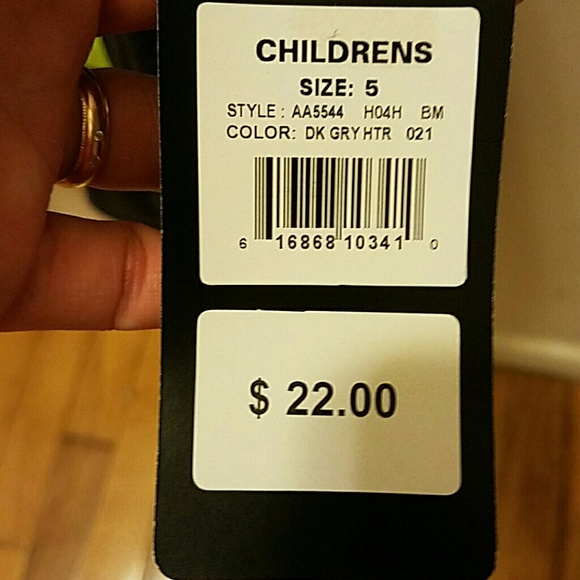 CHILDRENS
SIZE: 5
STYLE: AA5544 H04H BM
COLOR: DK GRY HTR 021
6 16868 10341 0
$ 22.00